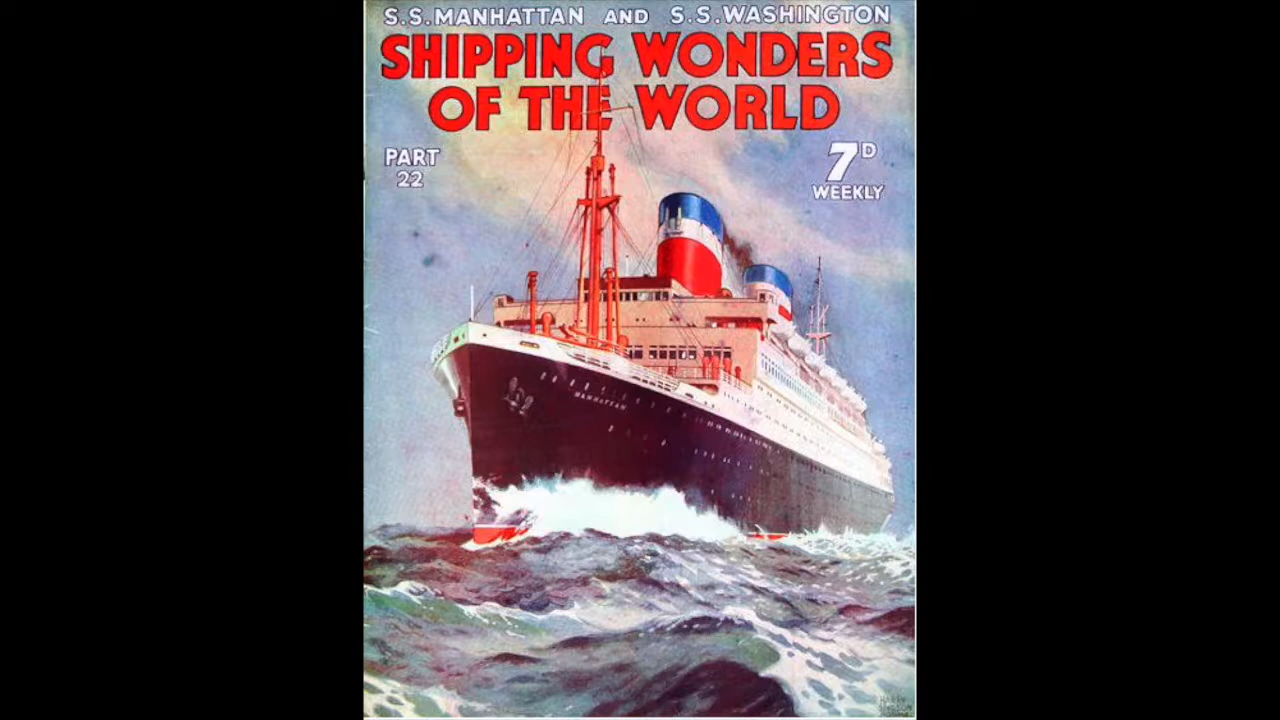 S.S.MANHATTAN AND S.S.WASHINGTON
SHIPPING WONDERS
OF THE WORLD
PART
22
7D
WEEKLY
MANHATTAN